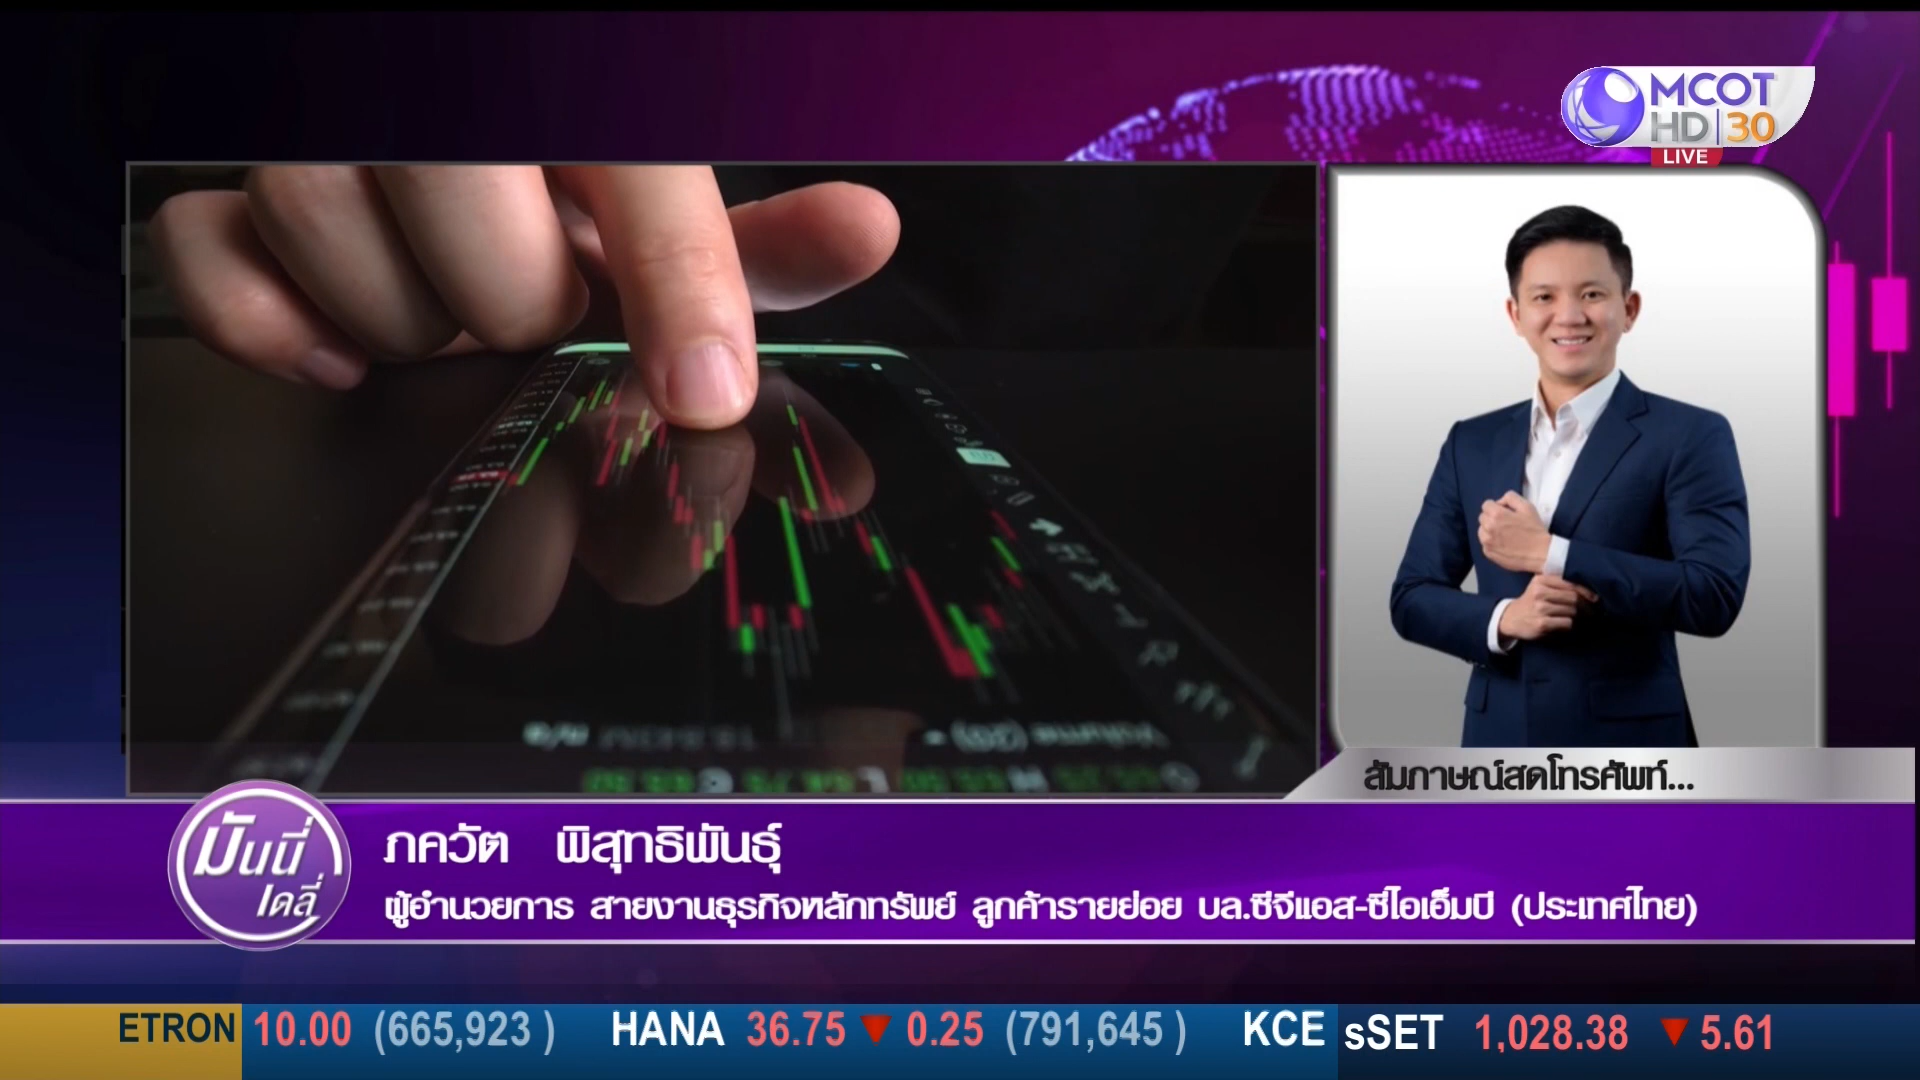 MCOT
HD 30
LIVE
สัมภาษณ์สดโทรศัพท์...
มันนี่
เดลี่
ภควัต พิสุทธิพันธุ์
ผู้อำนวยการ สายงานธุรกิจหลักทรัพย์ ลูกค้ารายย่อย บล.ซีจีแอส-ซีไอเอ็มบี (ประเทศไทย)
ETRON 10.00 (665,923 ) HANA 36.75 ▼ 0.25 (791,645 ) KCE sSET 1,028.38 ▼ 5.61